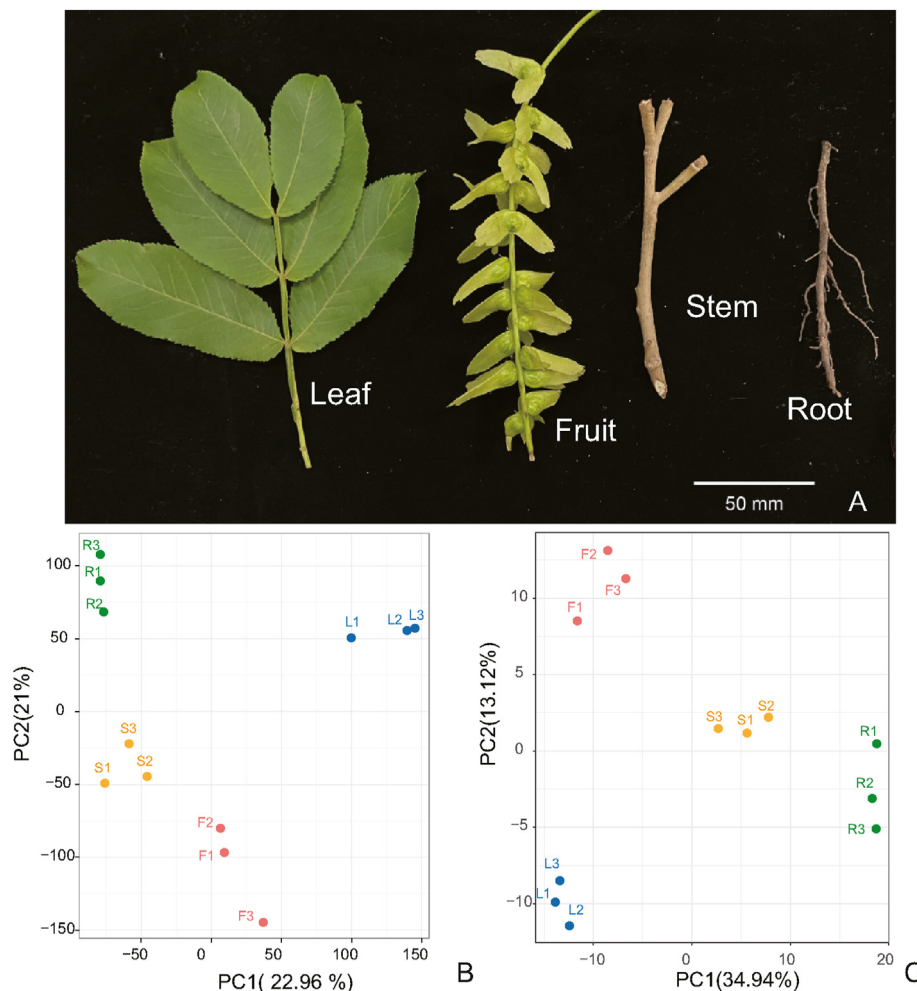 Leaf
Fruit
Stem
Root
50 mm
A
R3
R1
R2
L1
L2
L3
S3
S1
S2
F2
F1
F3
100
50
0
−50
−100
−150
PC2(21%)
−50
0
50
100
150
PC1( 22.96 %)
B
F2
F3
F1
S3
S1
S2
R1
R2
R3
L3
L1
L2
10
5
0
−5
−10
PC2(13.12%)
−10
0
10
20
PC1(34.94%)
C